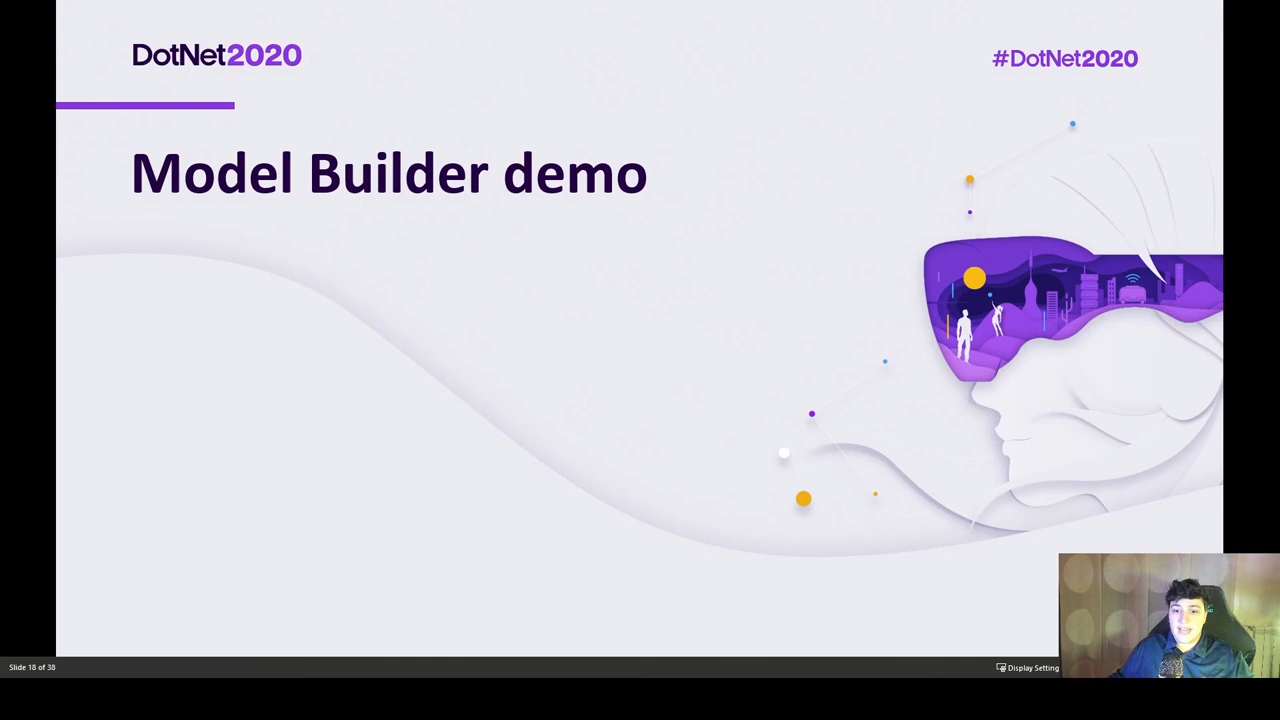 DotNet2020
#DotNet2020
Model Builder demo
Slide 18 of 38
Display Setting